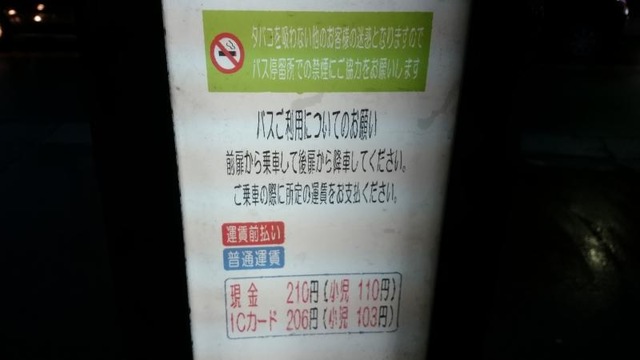 タバコを吸わない他のお客様の迷惑となりますので
バス停留所での禁煙にご協力をお願いします
バスご利用についてのお願い
前扉から乗車して後扉から降車してください。
ご乗車の際に所定の運賃をお支払ください。
運賃前払い
普通運賃
現金 210円(小児 110円)
ICカード 206円(小児 103円)